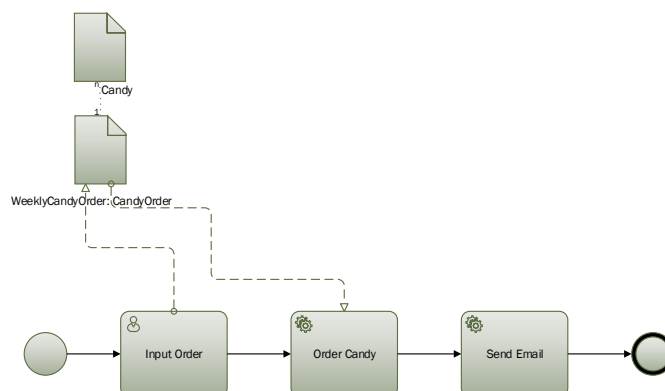 n
Candy
1
WeeklyCandyOrder: CandyOrder
Input Order
Order Candy
Send Email